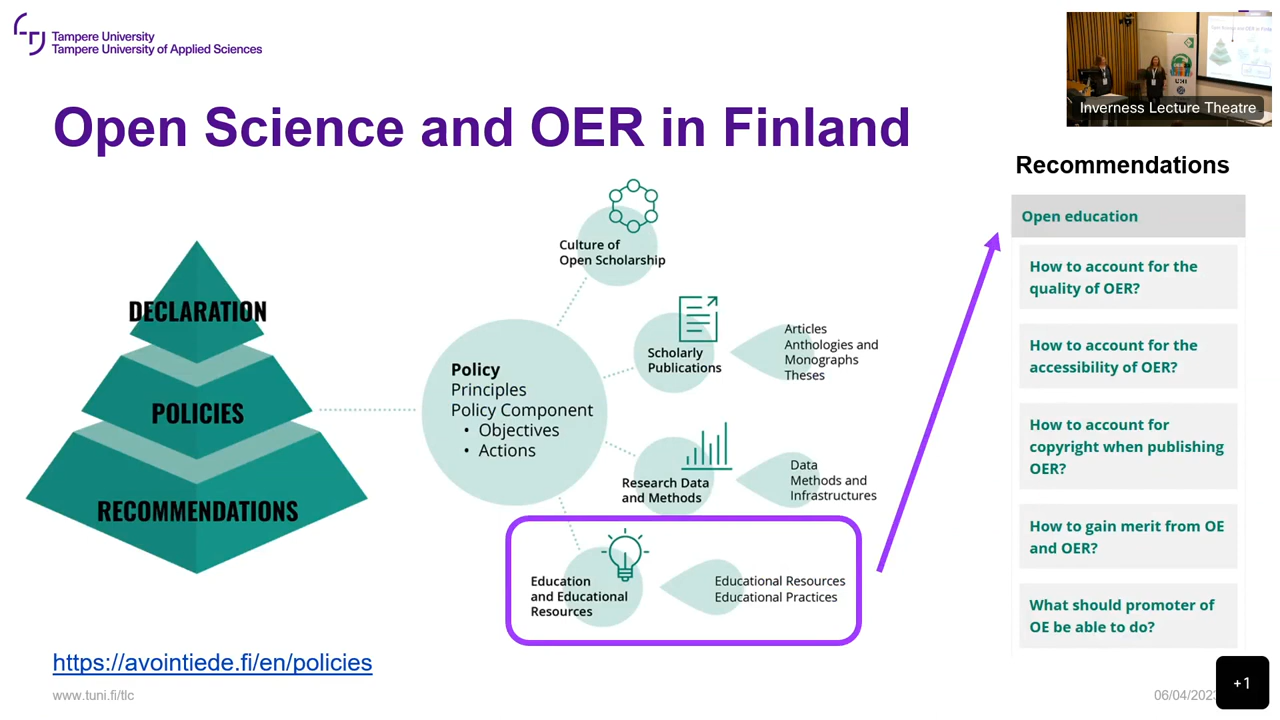 Tampere University
Tampere University of Applied Sciences
Inverness Lecture Theatre
Open Science and OER in Finland
DECLARATION
POLICIES
RECOMMENDATIONS
Policy
Principles
Policy Component
• Objectives
• Actions
Culture of
Open Scholarship
Scholarly
Publications
Articles
Anthologies and
Monographs
Theses
Research Data
and Methods
Data
Methods and
Infrastructures
Education
and Educational
Resources
Educational Resources
Educational Practices
Recommendations
Open education
How to account for the
quality of OER?
How to account for the
accessibility of OER?
How to account for
copyright when publishing
OER?
How to gain merit from OE
and OER?
What should promoter of
OE be able to do?
https://avointiede.fi/en/policies
www.tuni.fi/tlc
+1